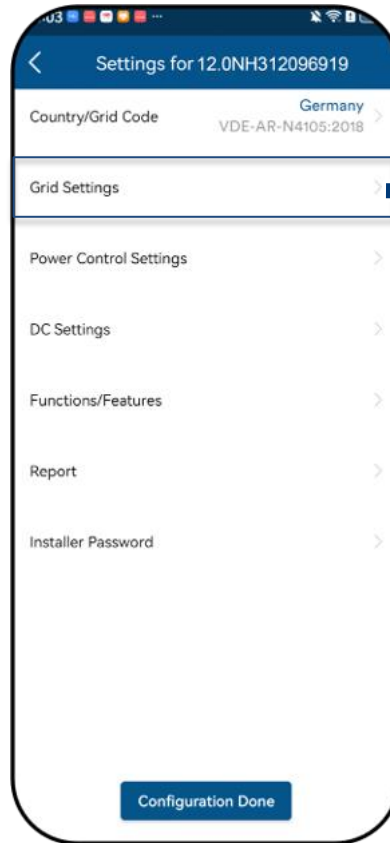 :03
Settings for 12.0NH312096919
Country/Grid Code
Germany
VDE-AR-N4105:2018
Grid Settings
Power Control Settings
DC Settings
Functions/Features
Report
Installer Password
Configuration Done